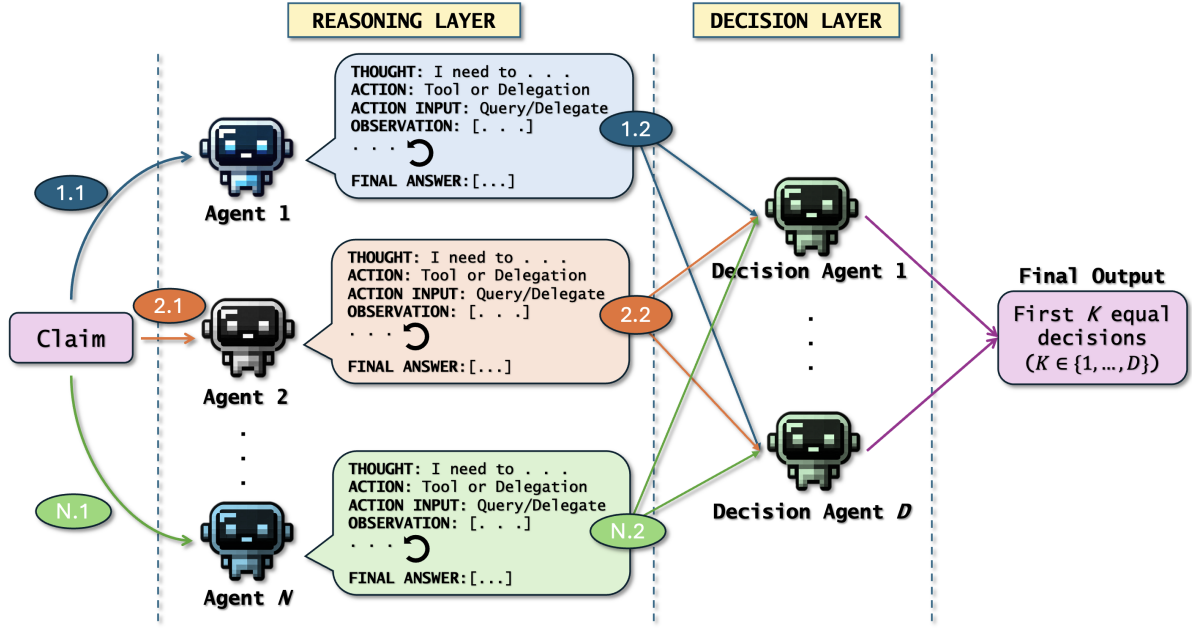 REASONING LAYER
DECISION LAYER
THOUGHT: I need to . . .
ACTION: Tool or Delegation
ACTION INPUT: Query/Delegate
OBSERVATION: [. . .]
. . .
FINAL ANSWER:[...]
1.1
1.2
Agent 1
THOUGHT: I need to . . .
ACTION: Tool or Delegation
ACTION INPUT: Query/Delegate
OBSERVATION: [. . .]
. . .
FINAL ANSWER:[...]
2.1
2.2
Claim
Agent 2
THOUGHT: I need to . . .
ACTION: Tool or Delegation
ACTION INPUT: Query/Delegate
OBSERVATION: [. . .]
. . .
FINAL ANSWER:[...]
N.1
N.2
Agent N
Decision Agent 1
Decision Agent D
Final Output
First K equal
decisions
(K ∈ {1, ..., D})